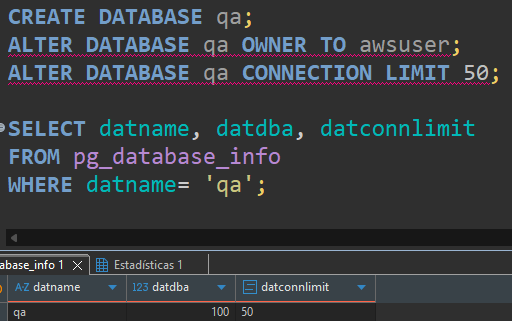 CREATE DATABASE qa;
ALTER DATABASE qa OWNER TO awsuser;
ALTER DATABASE qa CONNECTION LIMIT 50;
SELECT datname, datdba, datconnlimit
FROM pg_database_info
WHERE datname= 'qa';
abase_info 1 Estadísticas 1
A-Z datname 123 datdba datconnlimit
qa 100 50